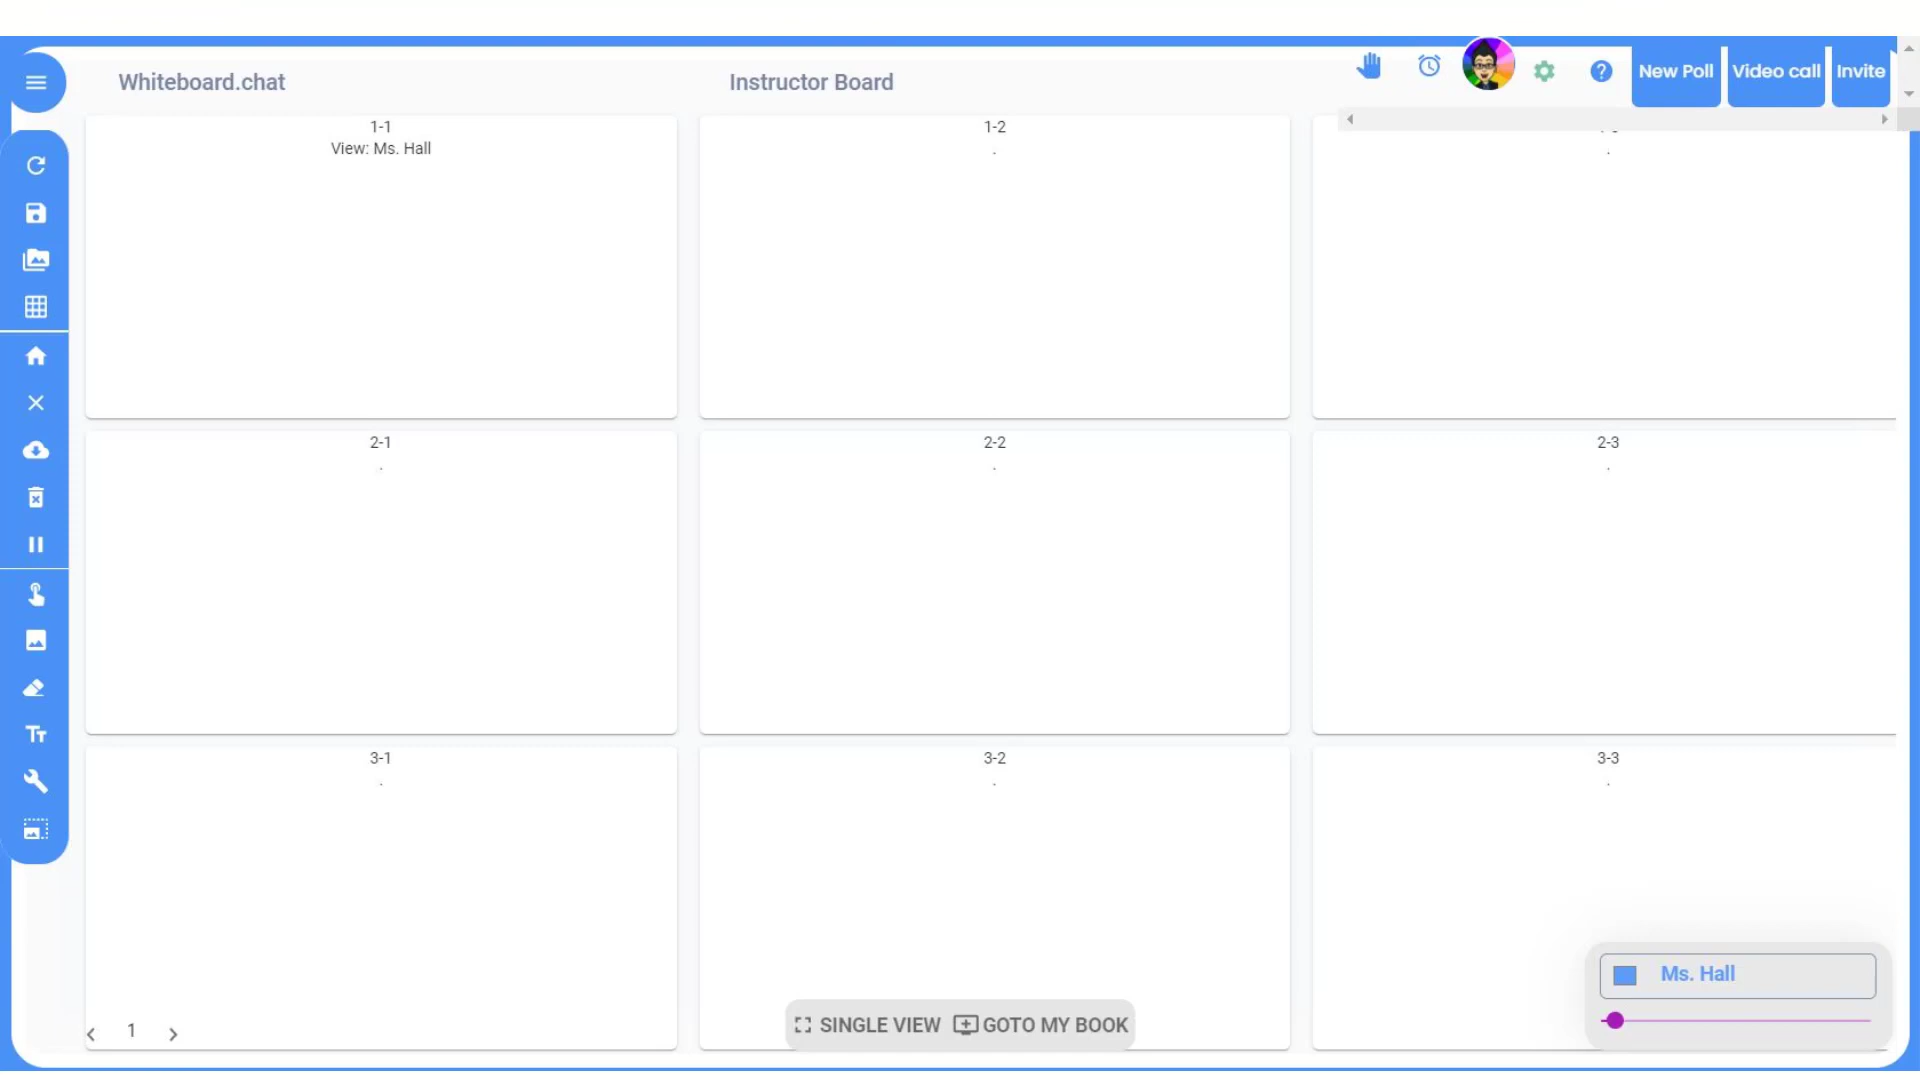 Whiteboard.chat
Instructor Board
New Poll
Video call
Invite
1-1
View: Ms. Hall
1-2
.
.
2-1
.
2-2
.
2-3
.
3-1
.
3-2
.
3-3
.
1
SINGLE VIEW
GOTO MY BOOK
Ms. Hall